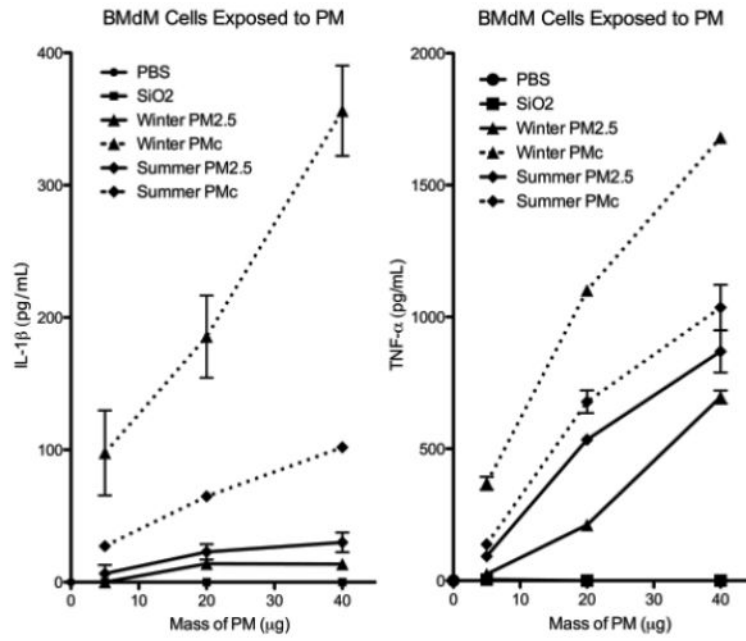 BMdM Cells Exposed to PM
400
300
200
100
0
IL-1β (pg/mL)
PBS
SiO2
Winter PM2.5
Winter PMc
Summer PM2.5
Summer PMc
0 20 40
Mass of PM (μg)
BMdM Cells Exposed to PM
2000
1500
1000
500
0
TNF-α (pg/mL)
PBS
SiO2
Winter PM2.5
Winter PMc
Summer PM2.5
Summer PMc
0 10 20 30 40
Mass of PM (μg)